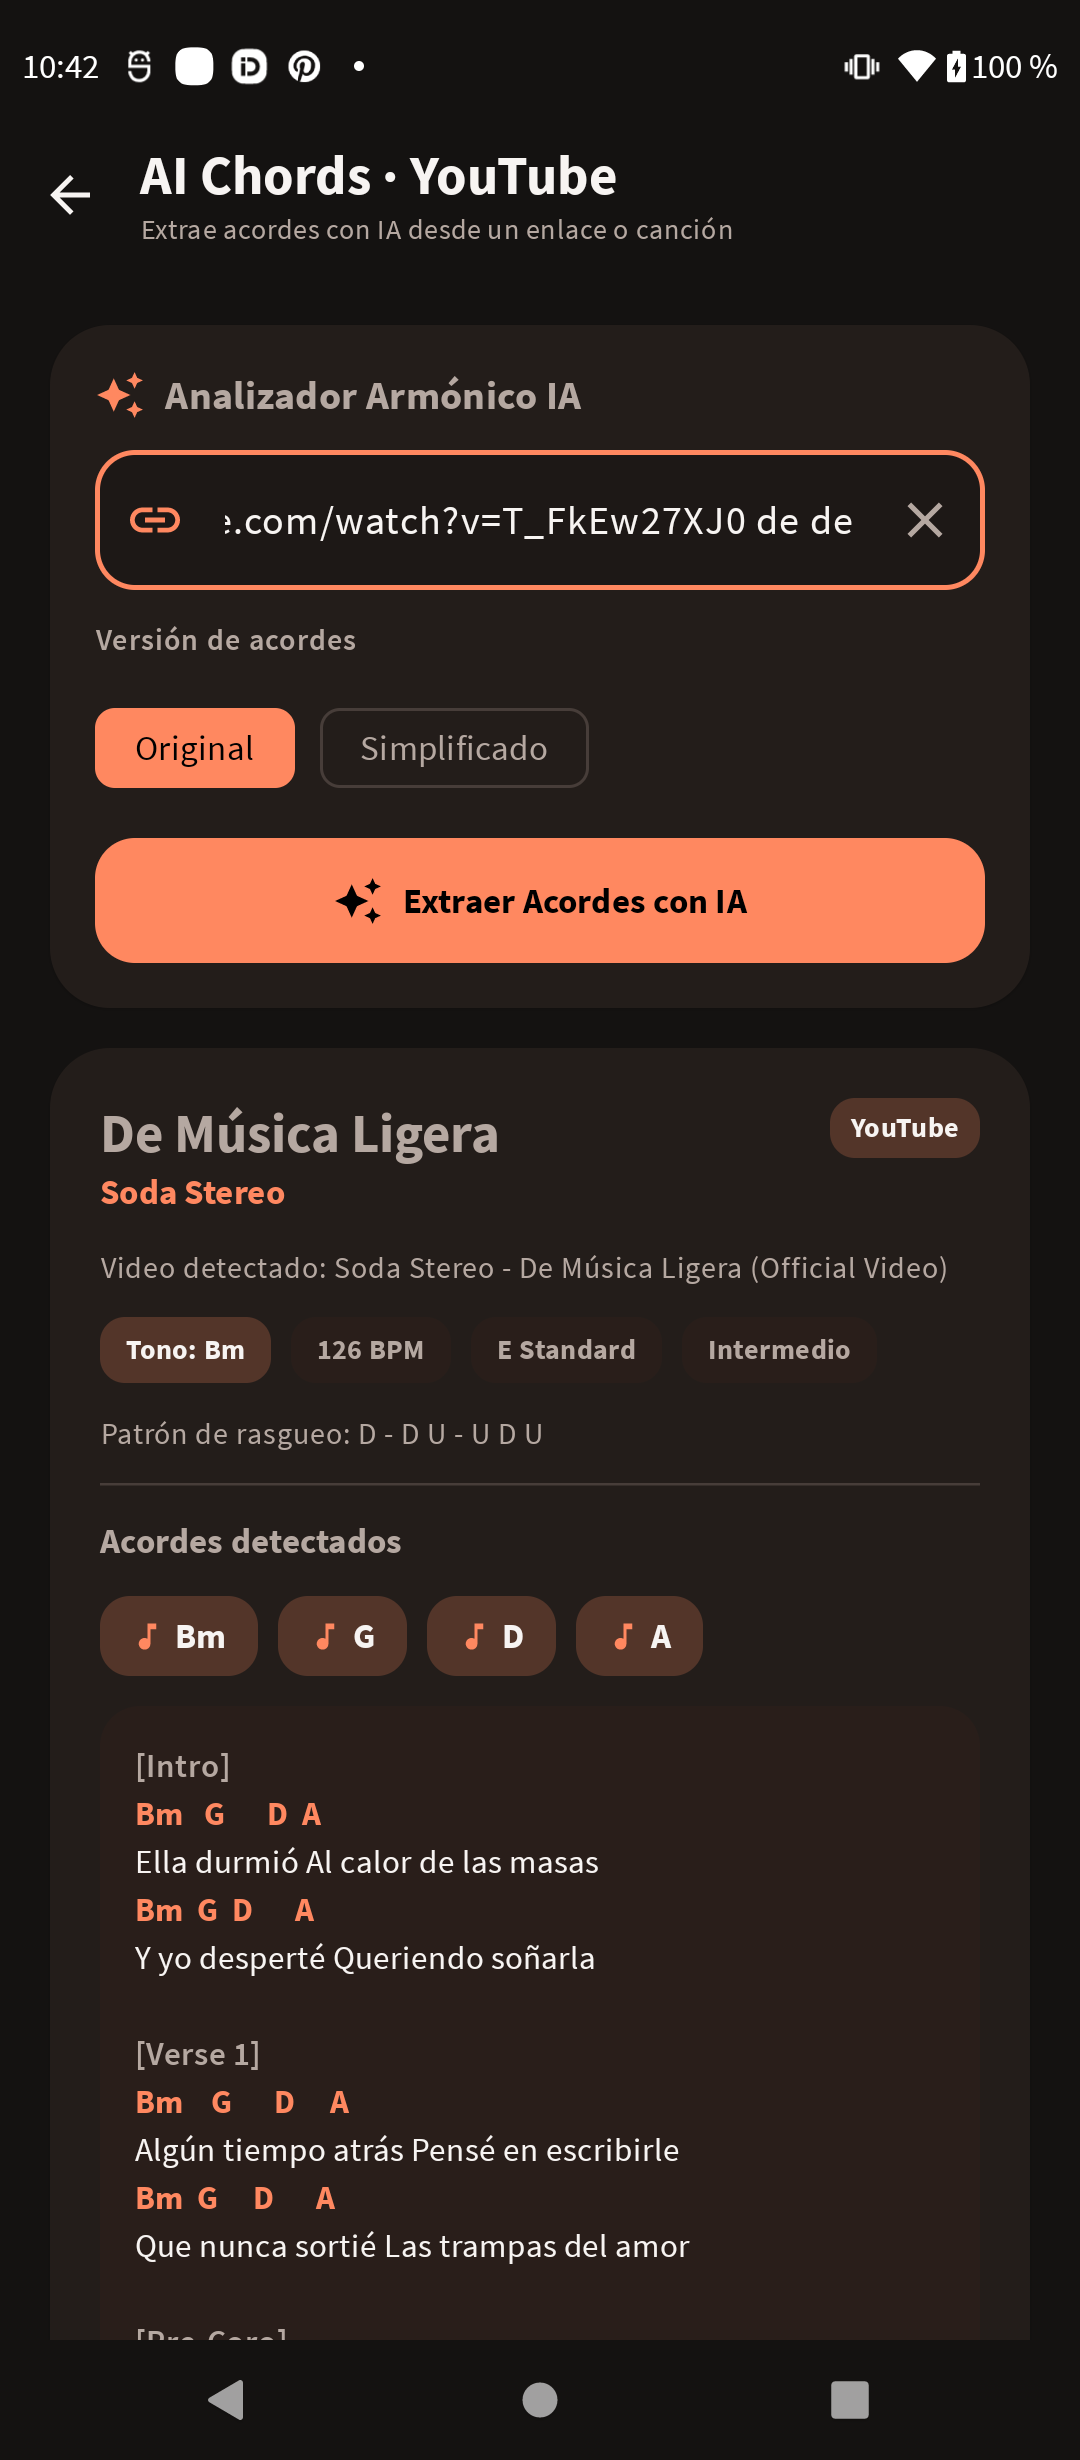 10:42
100 %
AI Chords · YouTube
Extrae acordes con IA desde un enlace o canción
Analizador Armónico IA
e.com/watch?v=T_FkEw27XJ0 de de
Versión de acordes
Original Simplificado
Extraer Acordes con IA
De Música Ligera
YouTube
Soda Stereo
Video detectado: Soda Stereo - De Música Ligera (Official Video)
Tono: Bm 126 BPM E Standard Intermedio
Patrón de rasgueo: D - D U - U D U
Acordes detectados
Bm G D A
[Intro]
Bm G D A
Ella durmió Al calor de las masas
Bm G D A
Y yo desperté Queriendo soñarla
[Verse 1]
Bm G D A
Algún tiempo atrás Pensé en escribirle
Bm G D A
Que nunca sortié Las trampas del amor
[Pre-Coro]